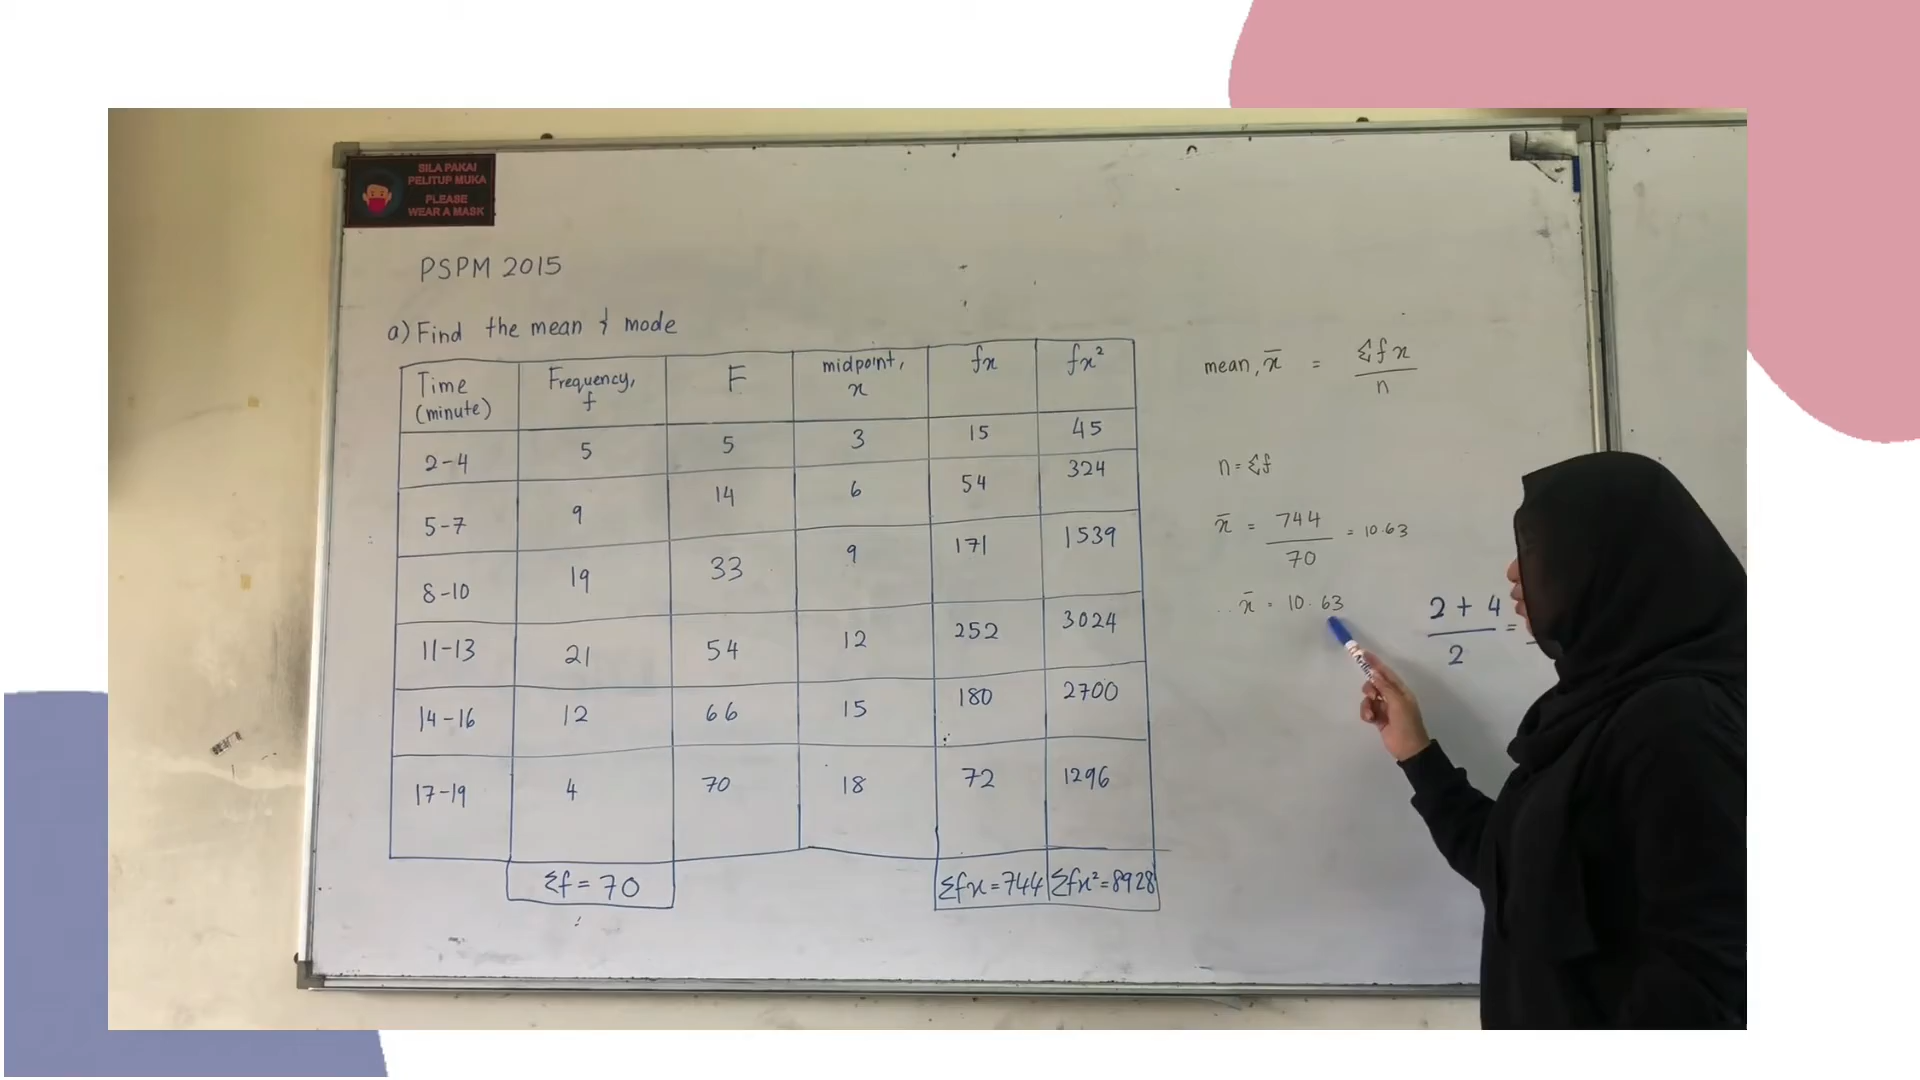 SILA PAKAI
PELITUP MUKA
PLEASE
WEAR A MASK
PSPM 2015
a) Find the mean & mode
Time (minute) Frequency, f F midpoint, x fx fx²
2-4 5 5 3 15 45
5-7 9 14 6 54 324
8-10 19 33 9 171 1539
11-13 21 54 12 252 3024
14-16 12 66 15 180 2700
17-19 4 70 18 72 1296
Σf = 70 Σfx = 744 Σfx² = 8928
mean, x̄ = Σfx / n
n = Σf
x̄ = 744 / 70 = 10.63
x̄ = 10.63
2 + 4 / 2 =